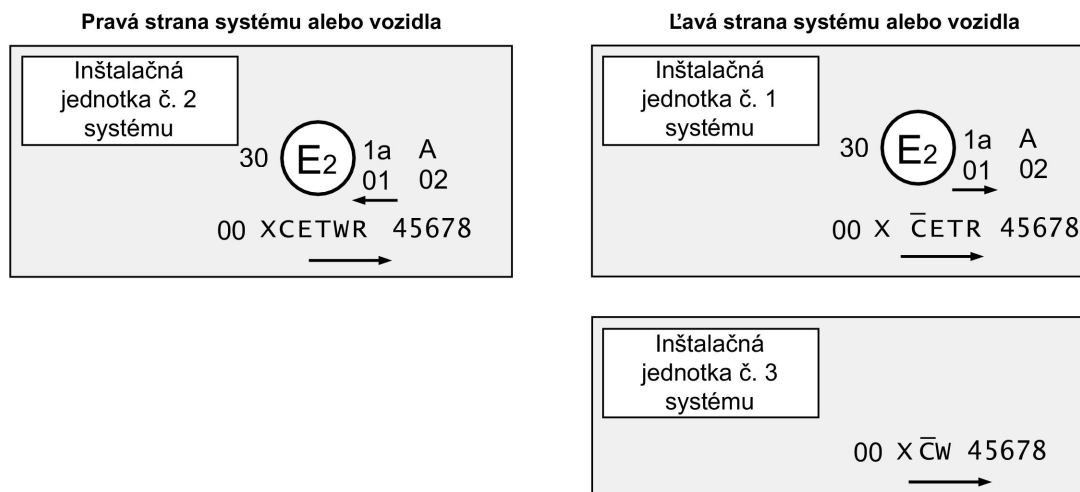 Pravá strana systému alebo vozidla
Inštalačná
jednotka č. 2
systému
30 E2 1a A
01 02
00 XCETWR 45678
Ľavá strana systému alebo vozidla
Inštalačná
jednotka č. 1
systému
30 E2 1a A
01 02
00 X C̅ETR 45678
Inštalačná
jednotka č. 3
systému
00 X C̅W 45678